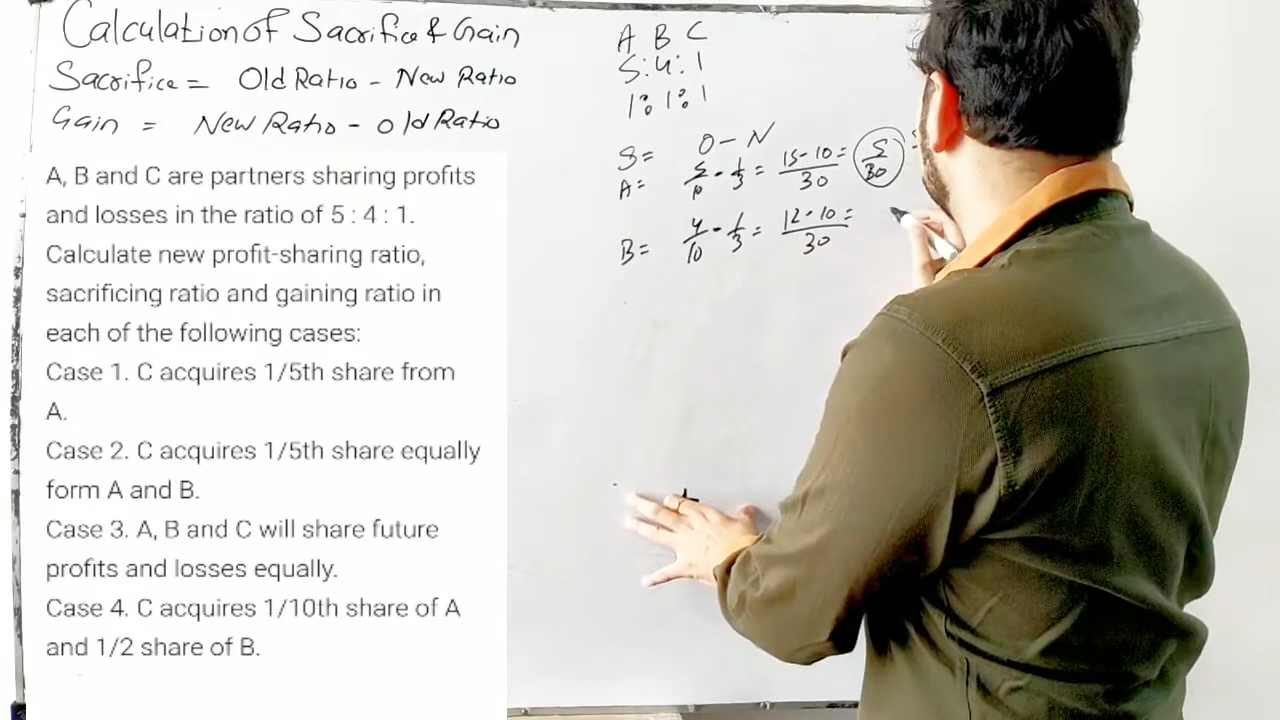 Calculation of Sacrifice & Gain
Sacrifice = Old Ratio - New Ratio
Gain = New Ratio - Old Ratio
A, B and C are partners sharing profits
and losses in the ratio of 5 : 4 : 1.
Calculate new profit-sharing ratio,
sacrificing ratio and gaining ratio in
each of the following cases:
Case 1. C acquires 1/5th share from
A.
Case 2. C acquires 1/5th share equally
form A and B.
Case 3. A, B and C will share future
profits and losses equally.
Case 4. C acquires 1/10th share of A
and 1/2 share of B.
A B C
5:4:1
1:1:1
S= O - N
A= 5/10 - 1/3 = 15-10/30 = 5/30
B= 4/10 - 1/3 = 12-10/30 =